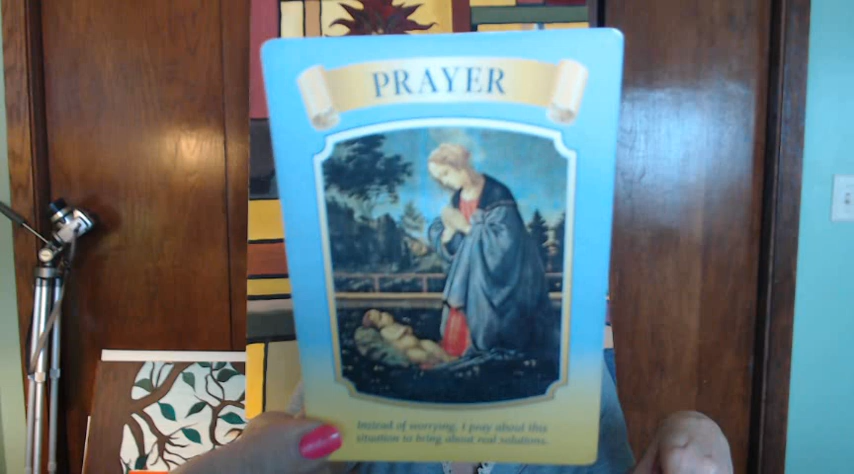 PRAYER
Instead of worrying, I pray about this
situation to bring about real solutions.